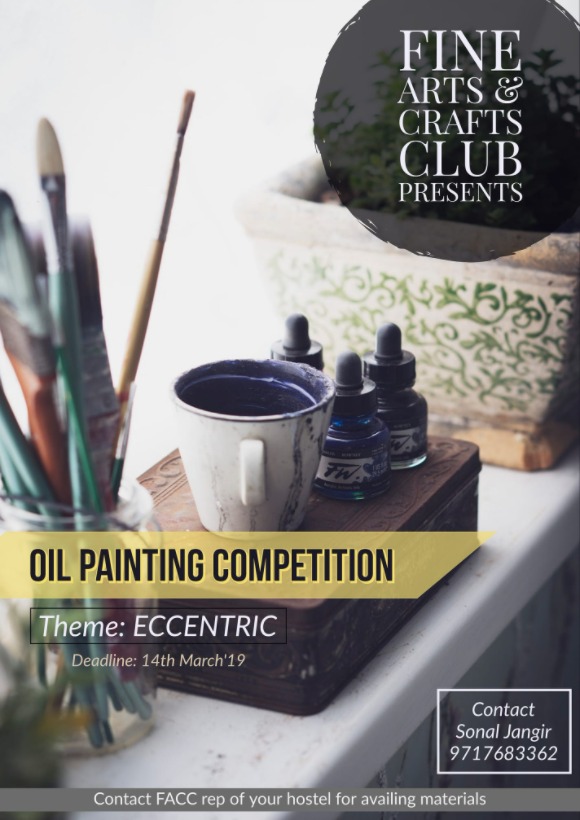 FINE
ARTS &
CRAFTS
CLUB
PRESENTS
OIL PAINTING COMPETITION
Theme: ECCENTRIC
Deadline: 14th March'19
Contact
Sonal Jangir
9717683362
Contact FACC rep of your hostel for availing materials